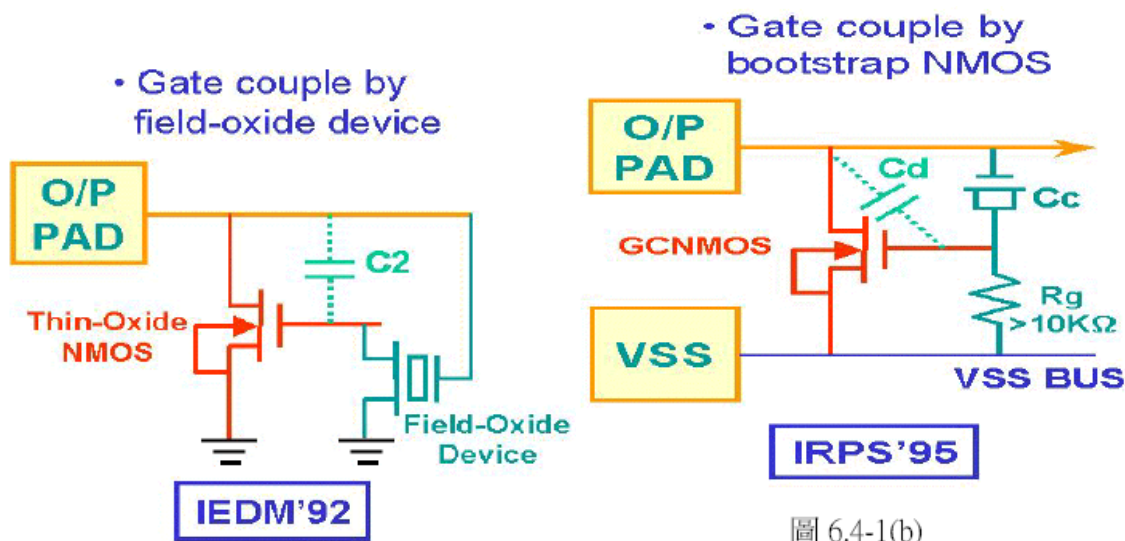 • Gate couple by
field-oxide device
O/P
PAD
C2
Thin-Oxide
NMOS
Field-Oxide
Device
IEDM'92
• Gate couple by
bootstrap NMOS
O/P
PAD
Cd
Cc
GCNMOS
Rg
>10KΩ
VSS
VSS BUS
IRPS'95
圖 6.4-1(b)